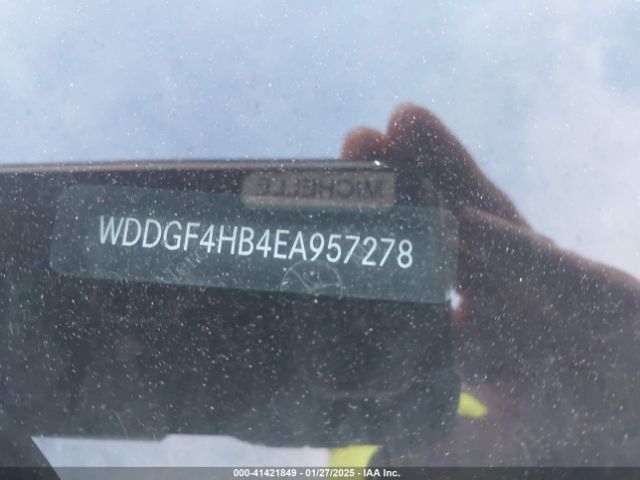 MICHELLE
WDDGF4HB4EA957278
000-41421849 - 01/27/2025 - IAA Inc.